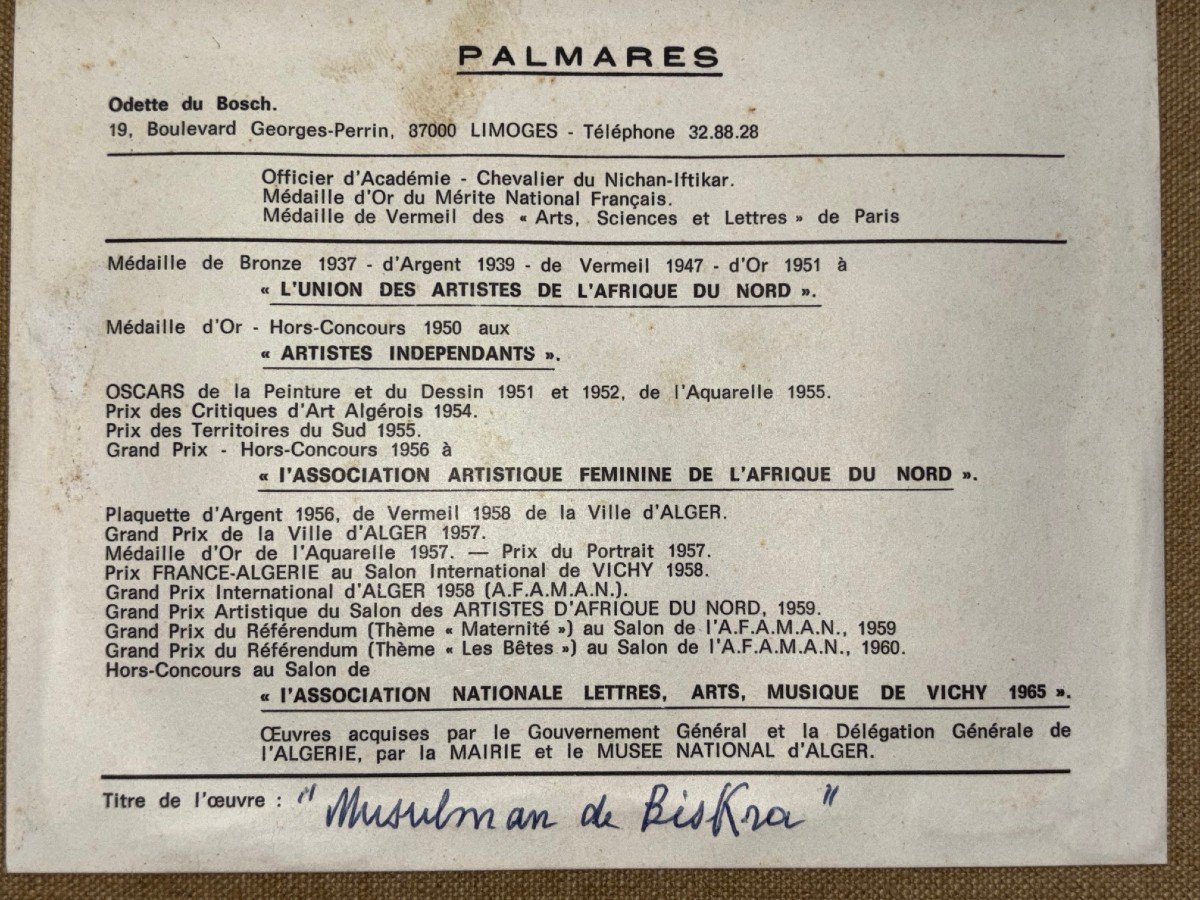 PALMARES
Odette du Bosch.
19, Boulevard Georges-Perrin, 87000 LIMOGES - Téléphone 32.88.28
Officier d'Académie - Chevalier du Nichan-Iftikar.
Médaille d'Or du Mérite National Français.
Médaille de Vermeil des « Arts, Sciences et Lettres » de Paris
Médaille de Bronze 1937 - d'Argent 1939 - de Vermeil 1947 - d'Or 1951 à
« L'UNION DES ARTISTES DE L'AFRIQUE DU NORD ».
Médaille d'Or - Hors-Concours 1950 aux
« ARTISTES INDEPENDANTS ».
OSCARS de la Peinture et du Dessin 1951 et 1952, de l'Aquarelle 1955.
Prix des Critiques d'Art Algérois 1954.
Prix des Territoires du Sud 1955.
Grand Prix - Hors-Concours 1956 à
« l'ASSOCIATION ARTISTIQUE FEMININE DE L'AFRIQUE DU NORD ».
Plaquette d'Argent 1956, de Vermeil 1958 de la Ville d'ALGER.
Grand Prix de la Ville d'ALGER 1957.
Médaille d'Or de l'Aquarelle 1957. — Prix du Portrait 1957.
Prix FRANCE-ALGERIE au Salon International de VICHY 1958.
Grand Prix International d'ALGER 1958 (A.F.A.M.A.N.).
Grand Prix Artistique du Salon des ARTISTES D'AFRIQUE DU NORD, 1959.
Grand Prix du Référendum (Thème « Maternité ») au Salon de l'A.F.A.M.A.N., 1959
Grand Prix du Référendum (Thème « Les Bêtes ») au Salon de l'A.F.A.M.A.N., 1960.
Hors-Concours au Salon de
« l'ASSOCIATION NATIONALE LETTRES, ARTS, MUSIQUE DE VICHY 1965 ».
Œuvres acquises par le Gouvernement Général et la Délégation Générale de
l'ALGERIE, par la MAIRIE et le MUSEE NATIONAL d'ALGER.
Titre de l'œuvre : "Musulman de BisKra"